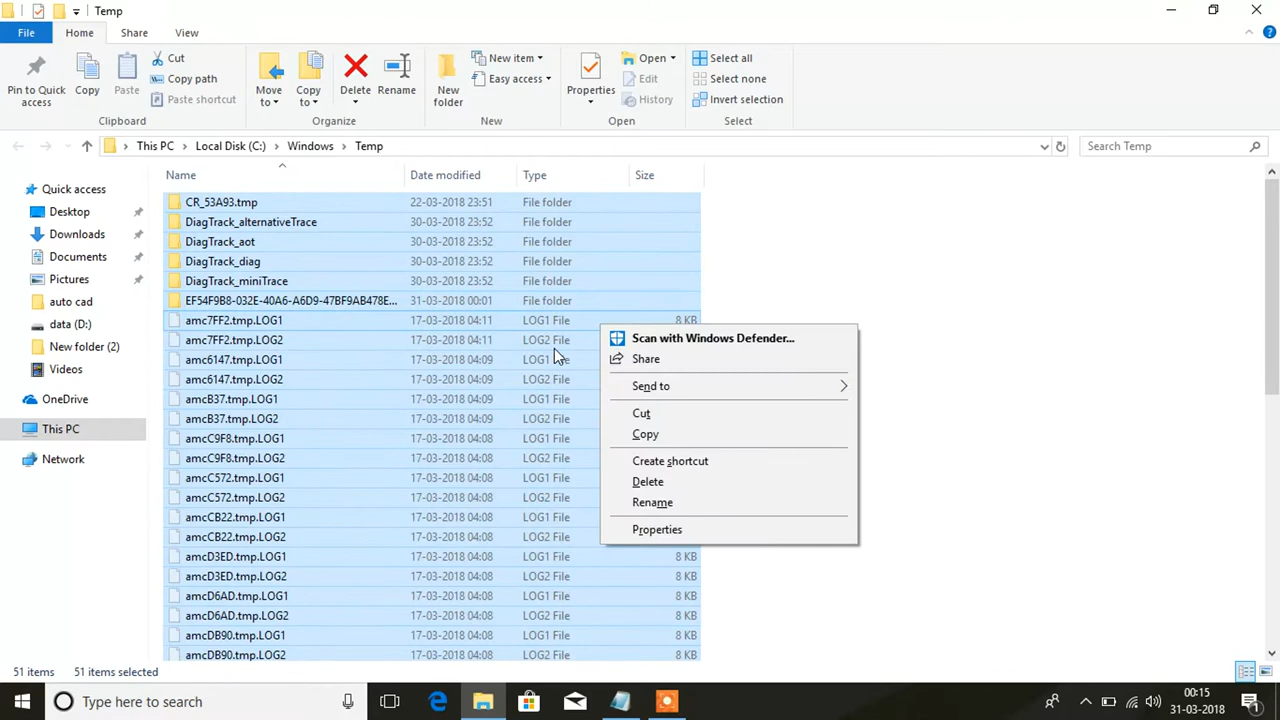 Temp
File Home Share View
Pin to Quick access
Copy
Paste
Cut
Copy path
Paste shortcut
Clipboard
Move to
Copy to
Delete
Rename
Organize
New folder
New item
Easy access
New
Properties
Open
Edit
History
Open
Select all
Select none
Invert selection
Select
This PC Local Disk (C:) Windows Temp
Search Temp
Quick access
Desktop
Downloads
Documents
Pictures
auto cad
data (D:)
New folder (2)
Videos
OneDrive
This PC
Network
Name Date modified Type Size
CR_53A93.tmp 22-03-2018 23:51 File folder
DiagTrack_alternativeTrace 30-03-2018 23:52 File folder
DiagTrack_aot 30-03-2018 23:52 File folder
DiagTrack_diag 30-03-2018 23:52 File folder
DiagTrack_miniTrace 30-03-2018 23:52 File folder
EF54F9B8-032E-40A6-A6D9-47BF9AB478E... 31-03-2018 00:01 File folder
amc7FF2.tmp.LOG1 17-03-2018 04:11 LOG1 File 8 KB
amc7FF2.tmp.LOG2 17-03-2018 04:11 LOG2 File
amc6147.tmp.LOG1 17-03-2018 04:09 LOG1 File
amc6147.tmp.LOG2 17-03-2018 04:09 LOG2 File
amcB37.tmp.LOG1 17-03-2018 04:09 LOG1 File
amcB37.tmp.LOG2 17-03-2018 04:09 LOG2 File
amcC9F8.tmp.LOG1 17-03-2018 04:08 LOG1 File
amcC9F8.tmp.LOG2 17-03-2018 04:08 LOG2 File
amcC572.tmp.LOG1 17-03-2018 04:08 LOG1 File
amcC572.tmp.LOG2 17-03-2018 04:08 LOG2 File
amcCB22.tmp.LOG1 17-03-2018 04:08 LOG1 File
amcCB22.tmp.LOG2 17-03-2018 04:08 LOG2 File
amcD3ED.tmp.LOG1 17-03-2018 04:08 LOG1 File 8 KB
amcD3ED.tmp.LOG2 17-03-2018 04:08 LOG2 File 8 KB
amcD6AD.tmp.LOG1 17-03-2018 04:08 LOG1 File 8 KB
amcD6AD.tmp.LOG2 17-03-2018 04:08 LOG2 File 8 KB
amcDB90.tmp.LOG1 17-03-2018 04:08 LOG1 File 8 KB
amcDB90.tmp.LOG2 17-03-2018 04:08 LOG2 File 8 KB
Scan with Windows Defender...
Share
Send to
Cut
Copy
Create shortcut
Delete
Rename
Properties
51 items 51 items selected
Type here to search
00:15
31-03-2018
1